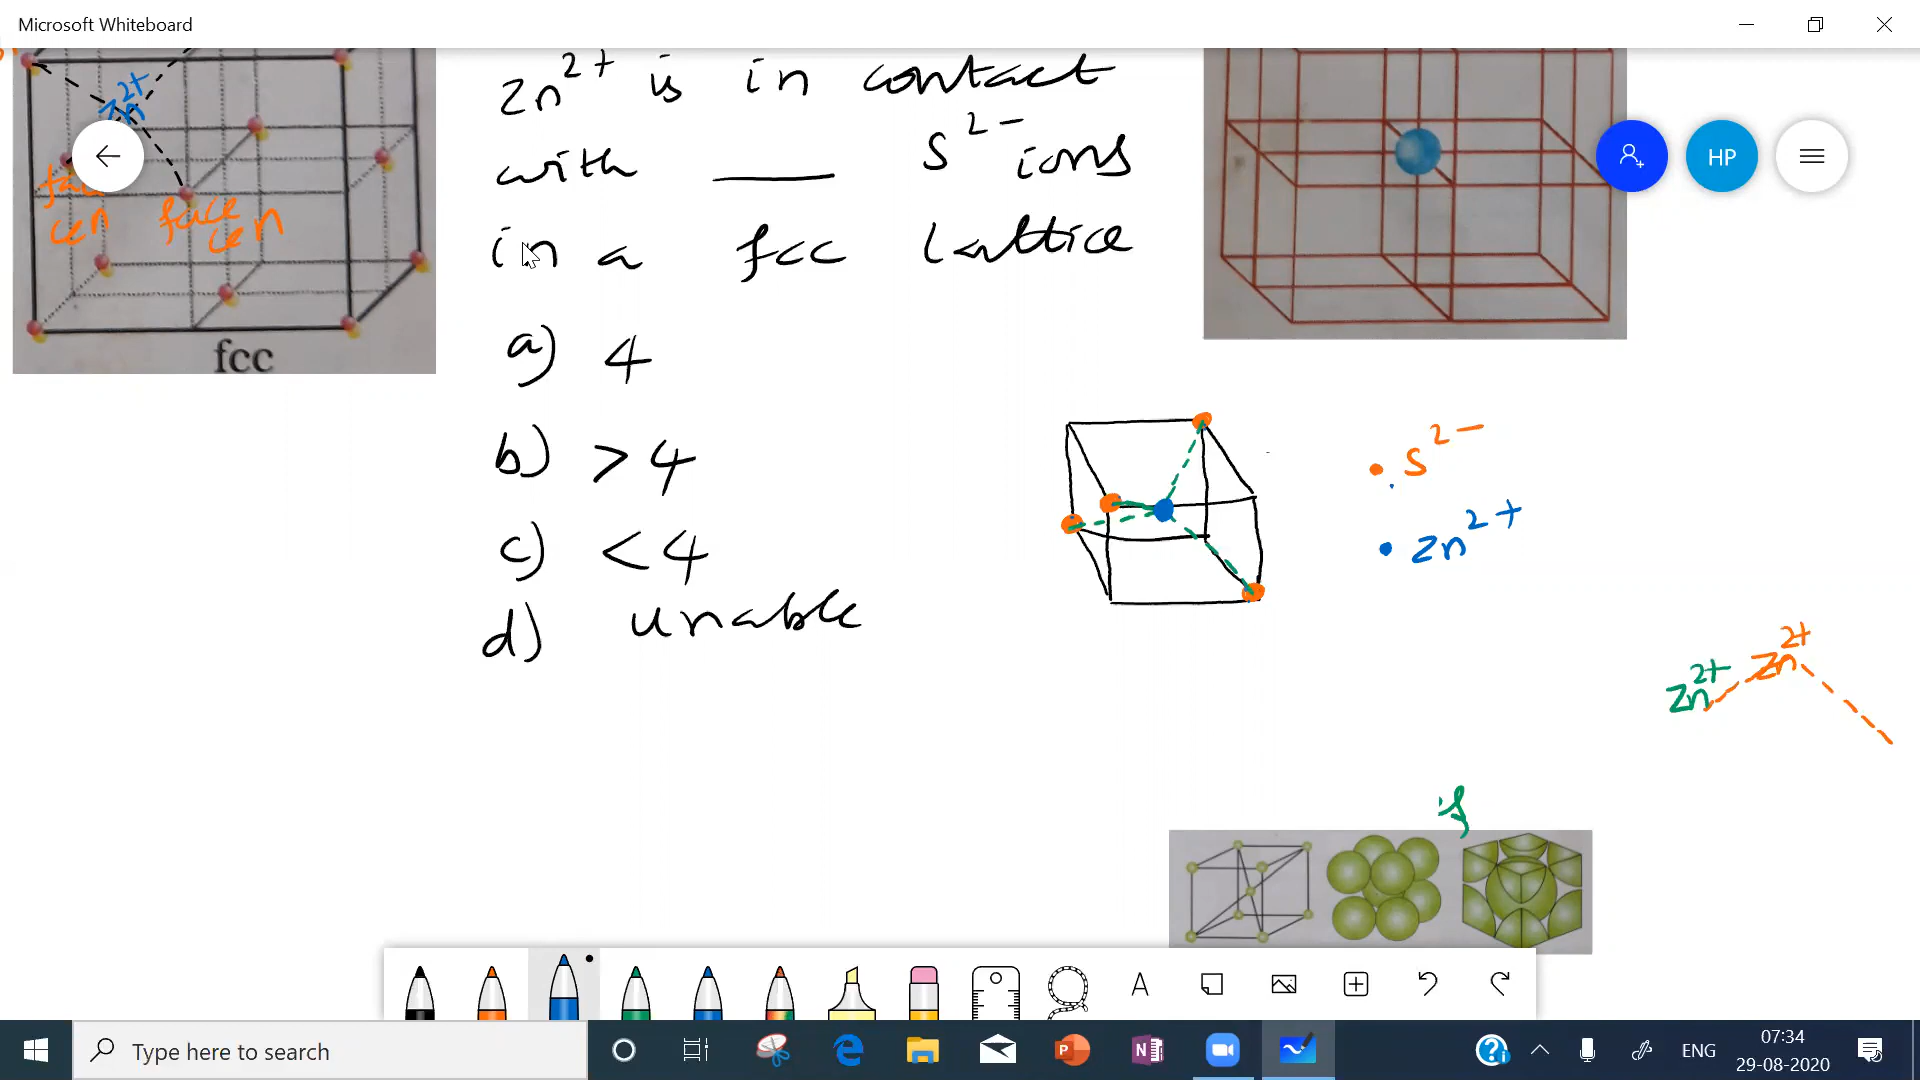 Microsoft Whiteboard
Zn2+
face
cen
face
cen
fcc
Zn2+ is in contact
with ____ S2- ions
in a fcc lattice
a) 4
b) > 4
c) < 4
d) unable
HP
S2-
Zn2+
Zn2+
Zn2+
if
A
Type here to search
ENG
07:34
29-08-2020